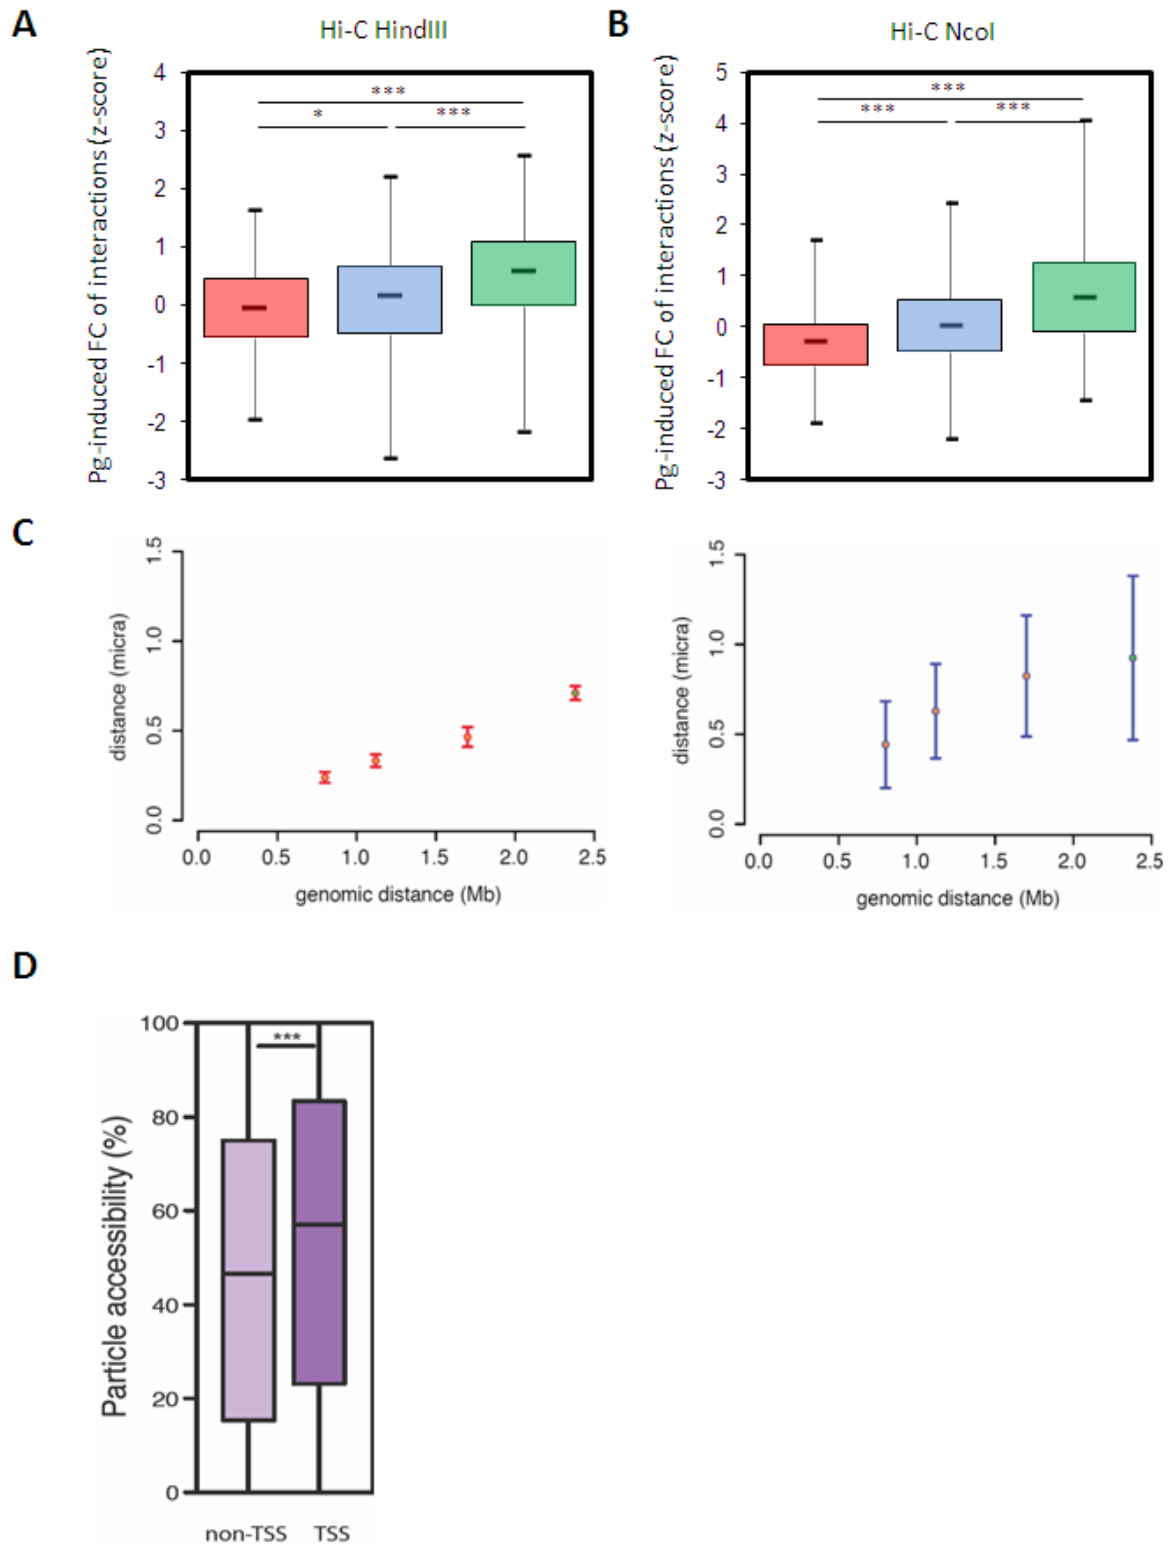 A
Hi-C HindIII
Pg-induced FC of interactions (z-score)
4
3
2
1
0
-1
-2
-3
***
*
***
B
Hi-C NcoI
Pg-induced FC of interactions (z-score)
5
4
3
2
1
0
-1
-2
-3
***
***
***
C
distance (micra)
1.5
1.0
0.5
0.0
0.0 0.5 1.0 1.5 2.0 2.5
genomic distance (Mb)
distance (micra)
1.5
1.0
0.5
0.0
0.0 0.5 1.0 1.5 2.0 2.5
genomic distance (Mb)
D
Particle accessibility (%)
100
80
60
40
20
0
***
non-TSS TSS